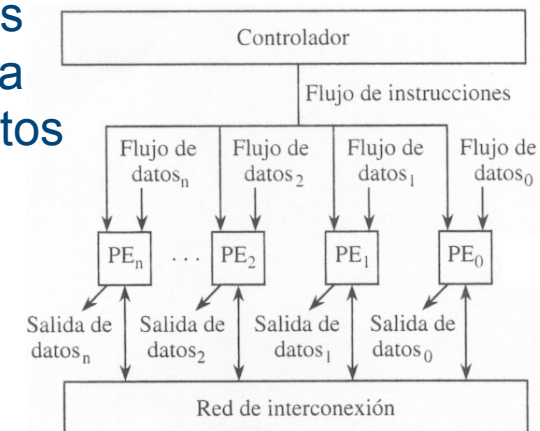 s
a
tos
Controlador
Flujo de instrucciones
Flujo de
datosₙ
Flujo de
datos₂
Flujo de
datos₁
Flujo de
datos₀
PEₙ
. . .
PE₂
PE₁
PE₀
Salida de
datosₙ
Salida de
datos₂
Salida de
datos₁
Salida de
datos₀
Red de interconexión